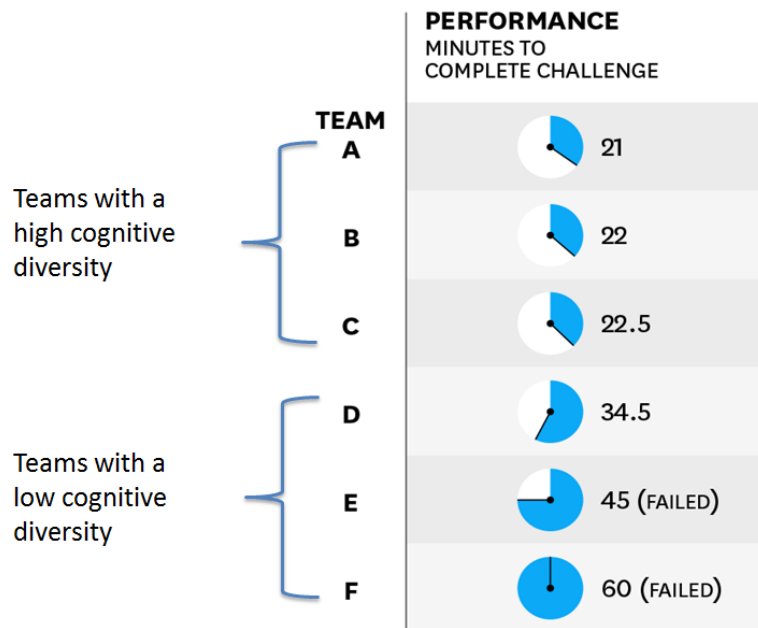 PERFORMANCE
MINUTES TO
COMPLETE CHALLENGE
TEAM
Teams with a
high cognitive
diversity
A
21
B
22
C
22.5
Teams with a
low cognitive
diversity
D
34.5
E
45 (FAILED)
F
60 (FAILED)